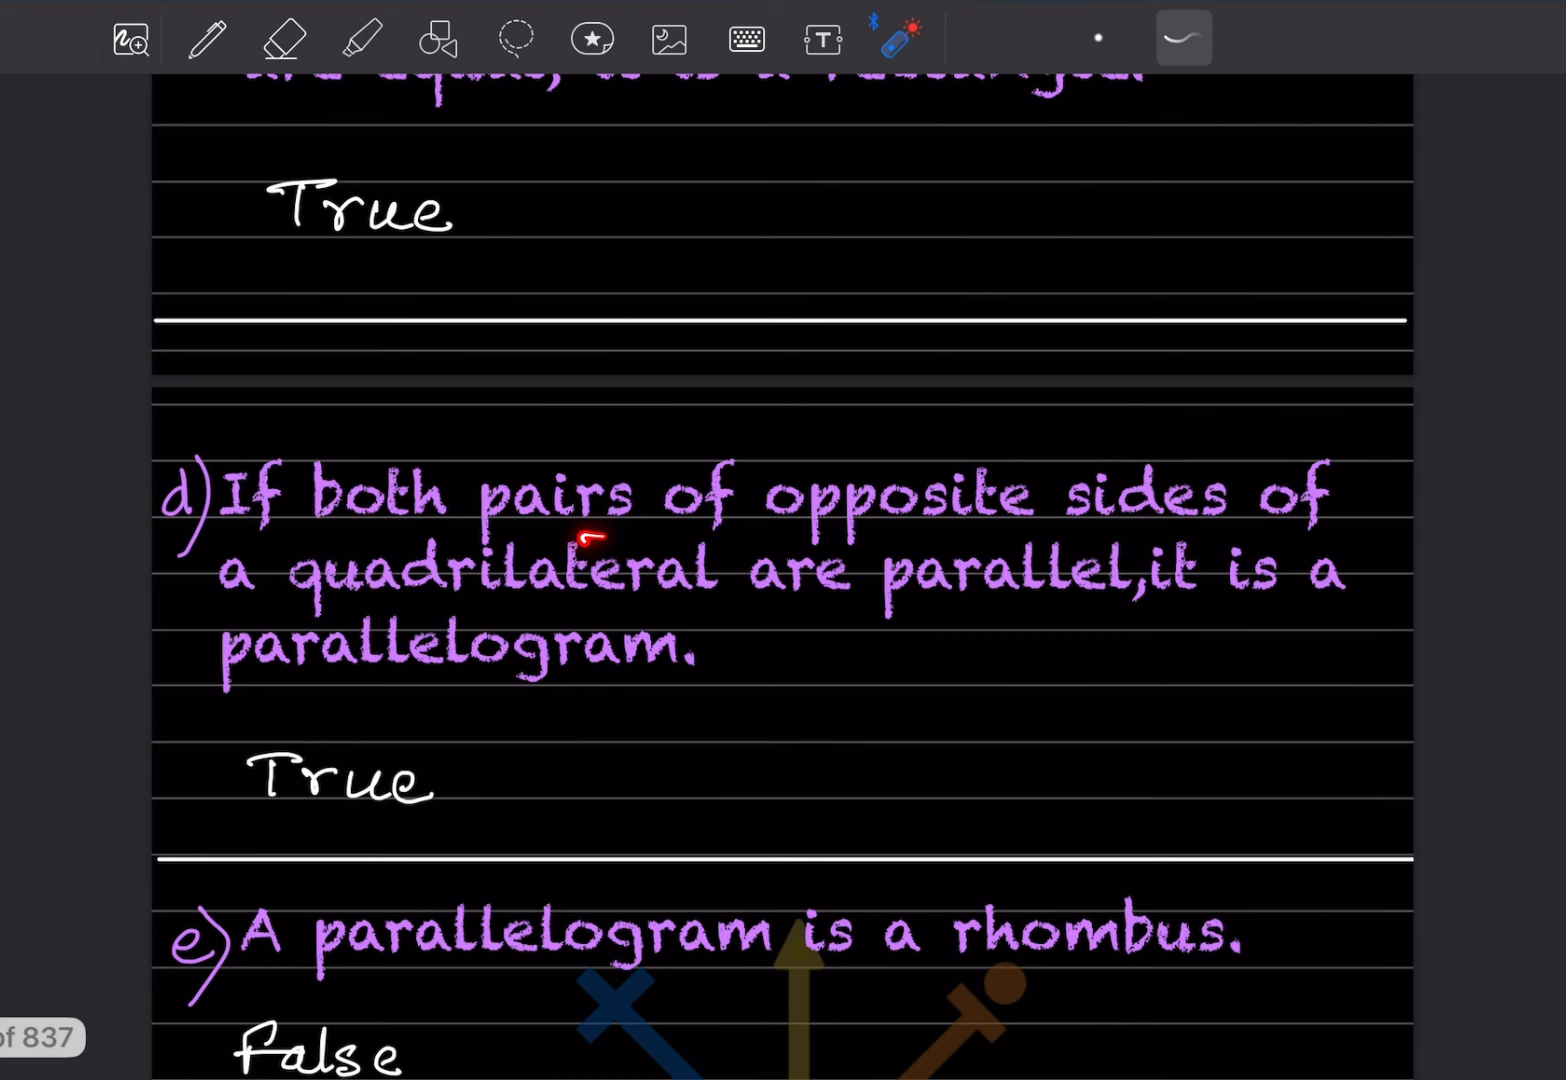 True
d) If both pairs of opposite sides of
a quadrilateral are parallel,it is a
parallelogram.
True
e) A parallelogram is a rhombus.
False
of 837